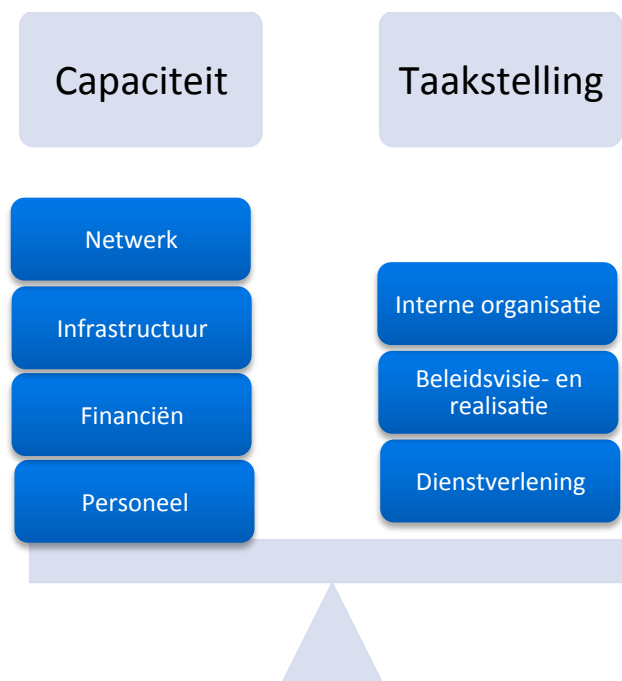 Capaciteit
Taakstelling
Netwerk
Infrastructuur
Financiën
Personeel
Interne organisatie
Beleidsvisie- en
realisatie
Dienstverlening